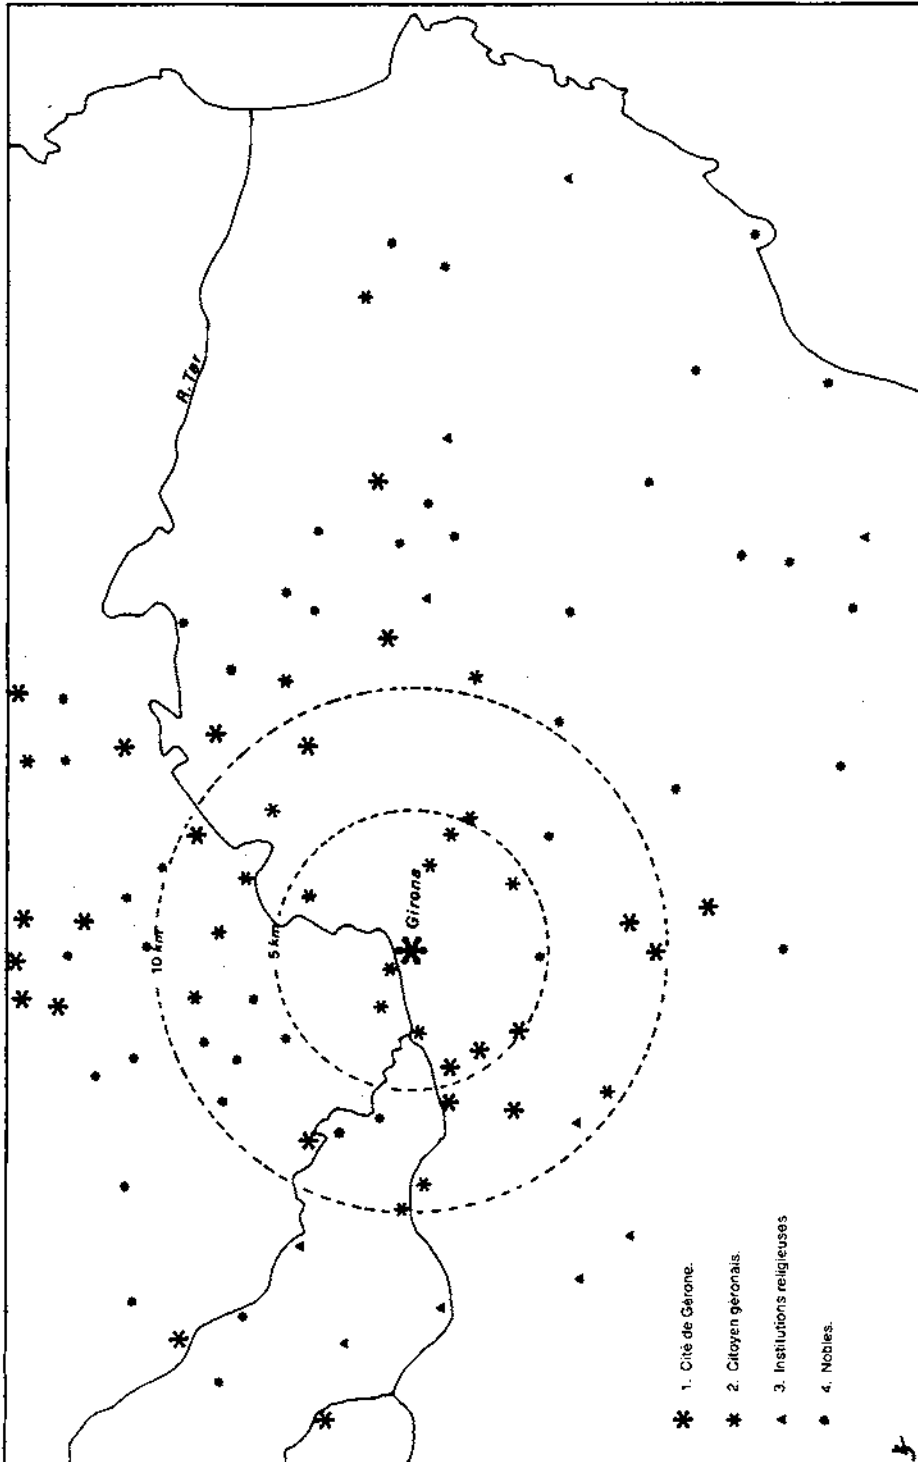 R. Ter
10 km
5 km
Girona
1. Cité de Gérone.
2. Citoyen géronais.
3. Institutions religieuses
4. Nobles.